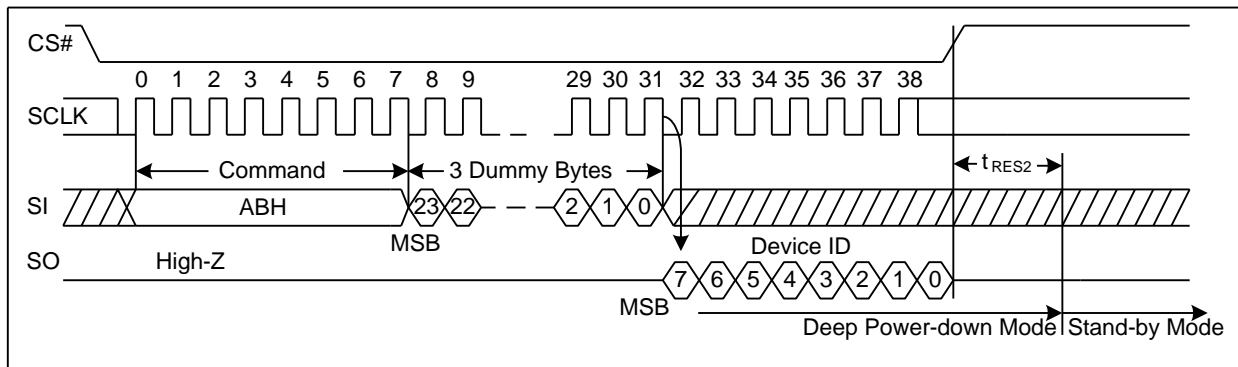 CS#
0 1 2 3 4 5 6 7 8 9 29 30 31 32 33 34 35 36 37 38
SCLK
Command 3 Dummy Bytes tRES2
SI ABH 23 22 2 1 0
MSB Device ID
SO High-Z
7 6 5 4 3 2 1 0
MSB
Deep Power-down Mode Stand-by Mode